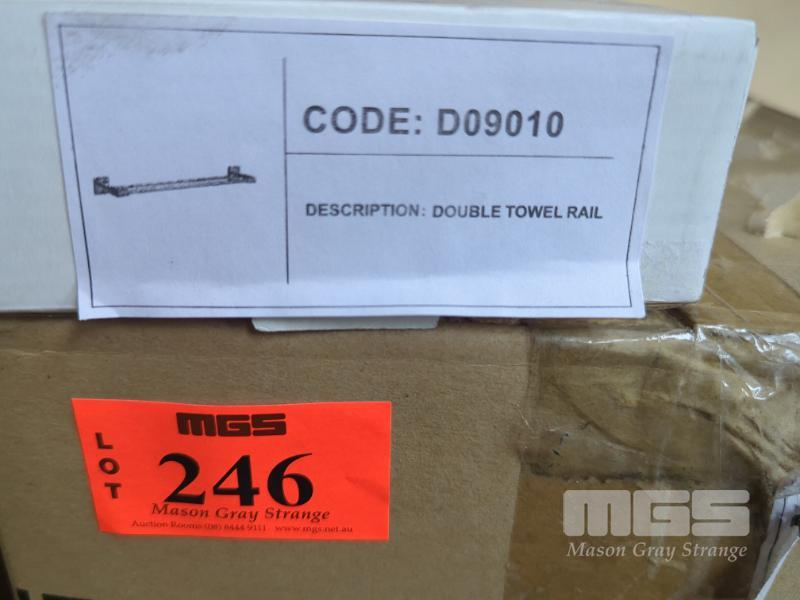 CODE: D09010
DESCRIPTION: DOUBLE TOWEL RAIL
LOT
MGS
246
Mason Gray Strange
Auction Rooms (08) 8444 9111 www.mgs.net.au
MGS
Mason Gray Strange